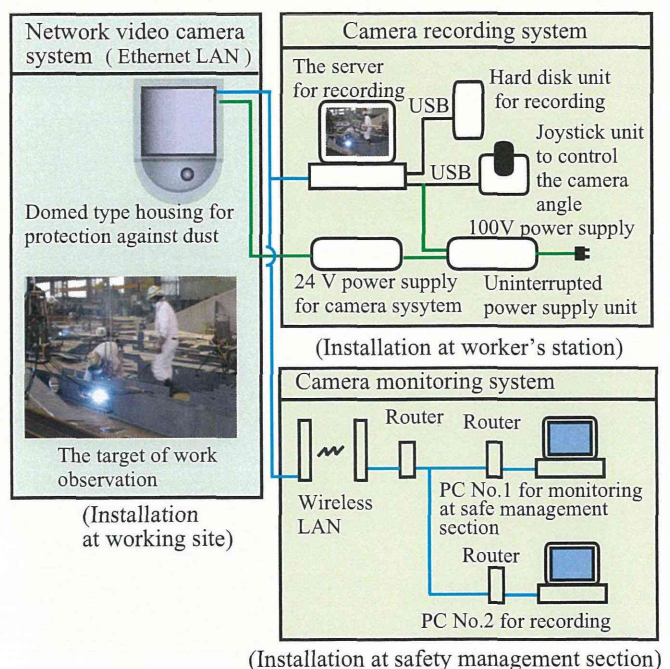 Network video camera
system ( Ethernet LAN )
Domed type housing for
protection against dust
The target of work
observation
(Installation
at working site)
Camera recording system
The server
for recording
USB
Hard disk unit
for recording
USB
Joystick unit
to control
the camera
angle
100V power supply
24 V power supply
for camera sysytem
Uninterrupted
power supply unit
(Installation at worker's station)
Camera monitoring system
Wireless
LAN
Router
Router
PC No.1 for monitoring
at safe management
section
Router
PC No.2 for recording
(Installation at safety management section)